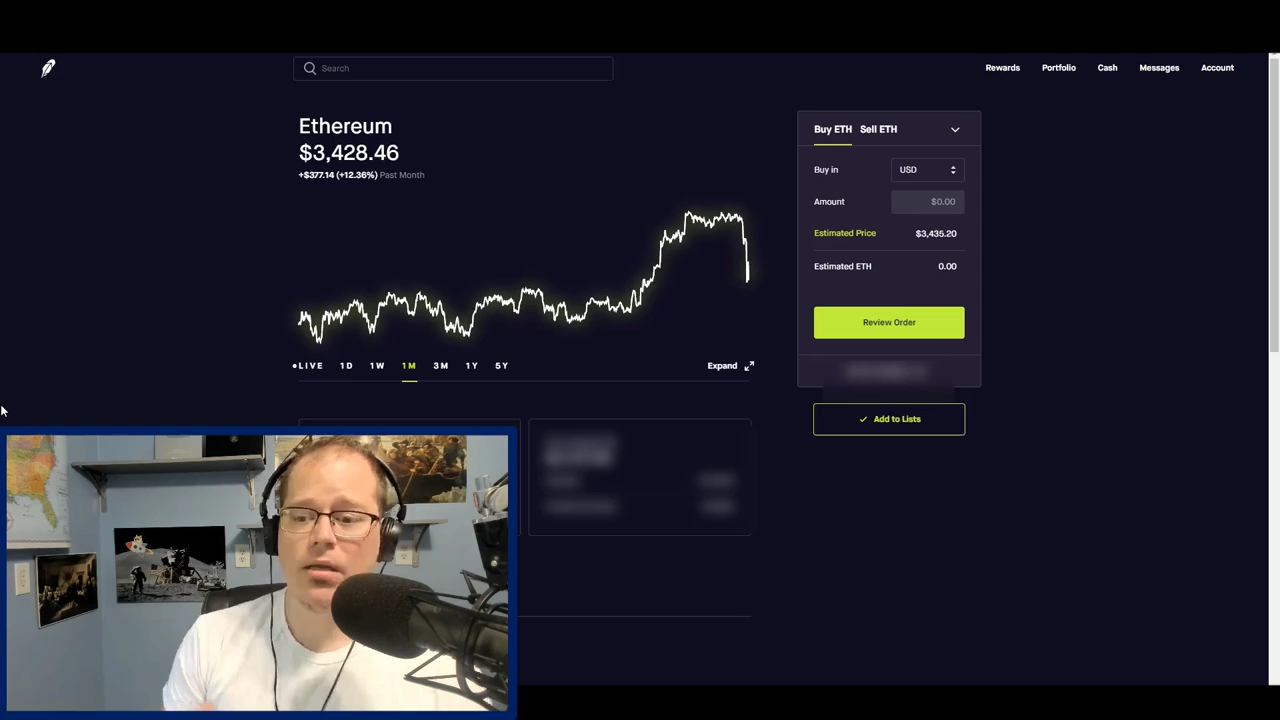 Search
Rewards
Portfolio
Cash
Messages
Account
Ethereum
$3,428.46
+$377.14 (+12.36%) Past Month
LIVE
1D
1W
1M
3M
1Y
5Y
Expand
Buy ETH
Sell ETH
Buy in
USD
Amount
$0.00
Estimated Price
$3,435.20
Estimated ETH
0.00
Review Order
Add to Lists